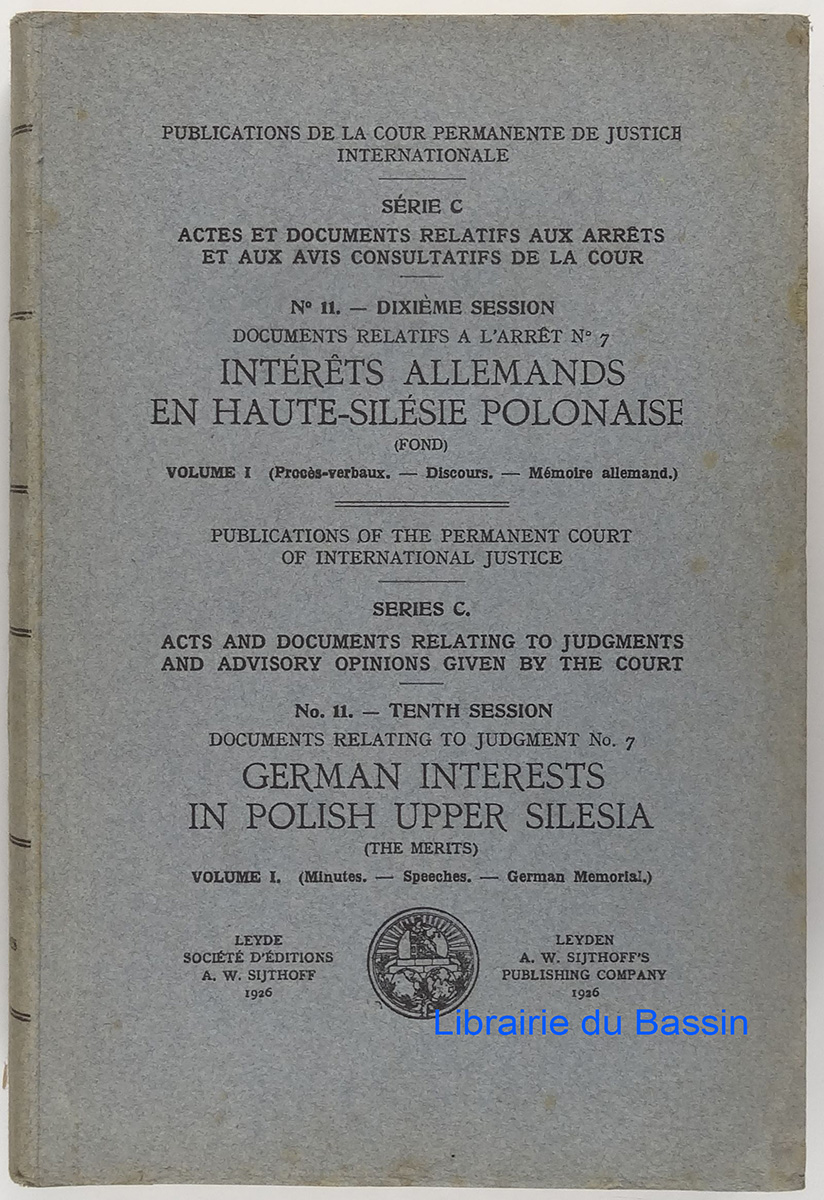 PUBLICATIONS DE LA COUR PERMANENTE DE JUSTICE
INTERNATIONALE
SÉRIE C
ACTES ET DOCUMENTS RELATIFS AUX ARRÊTS
ET AUX AVIS CONSULTATIFS DE LA COUR
Nº 11. — DIXIÈME SESSION
DOCUMENTS RELATIFS A L'ARRÊT Nº 7
INTÉRÊTS ALLEMANDS
EN HAUTE-SILÉSIE POLONAISE
(FOND)
VOLUME I (Procès-verbaux. — Discours. — Mémoire allemand.)
PUBLICATIONS OF THE PERMANENT COURT
OF INTERNATIONAL JUSTICE
SERIES C.
ACTS AND DOCUMENTS RELATING TO JUDGMENTS
AND ADVISORY OPINIONS GIVEN BY THE COURT
No. 11. — TENTH SESSION
DOCUMENTS RELATING TO JUDGMENT No. 7
GERMAN INTERESTS
IN POLISH UPPER SILESIA
(THE MERITS)
VOLUME I. (Minutes. — Speeches. — German Memorial.)
LEYDE
SOCIÉTÉ D'ÉDITIONS
A. W. SIJTHOFF
1926
LEYDEN
A. W. SIJTHOFF'S
PUBLISHING COMPANY
1926
Librairie du Bassin